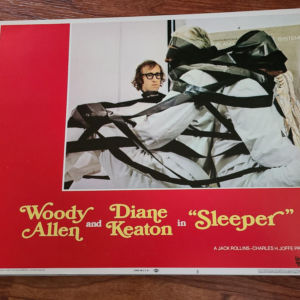 Woody Allen and Diane Keaton in "Sleeper"
A JACK ROLLINS-CHARLES H. JOFFE